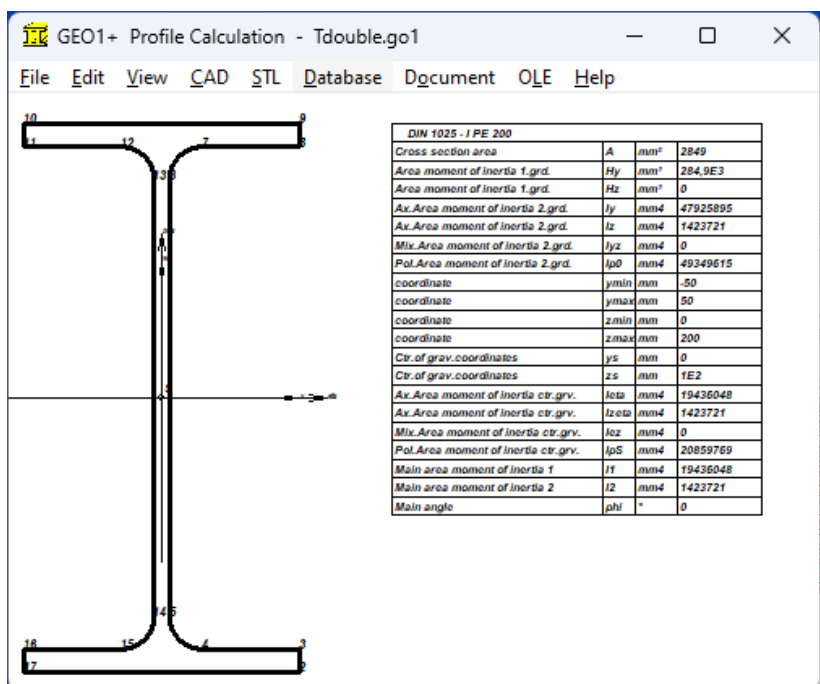 GEO1+ Profile Calculation - Tdouble.go1
File Edit View CAD STL Database Document OLE Help
10 9
11 12 7 8
13
14
16 15 4 3
17 2
DIN 1025 - I PE 200
Cross section area A mm² 2849
Area moment of inertia 1.grd. Hy mm³ 284,9E3
Area moment of inertia 1.grd. Hz mm³ 0
Ax.Area moment of inertia 2.grd. Iy mm4 47925895
Ax.Area moment of inertia 2.grd. Iz mm4 1423721
Mix.Area moment of inertia 2.grd. Iyz mm4 0
Pol.Area moment of inertia 2.grd. Ip0 mm4 49349615
coordinate ymin mm -50
coordinate ymax mm 50
coordinate zmin mm 0
coordinate zmax mm 200
Ctr.of grav.coordinates ys mm 0
Ctr.of grav.coordinates zs mm 1E2
Ax.Area moment of inertia ctr.grv. Ieta mm4 19436048
Ax.Area moment of inertia ctr.grv. Izeta mm4 1423721
Mix.Area moment of inertia ctr.grv. Iez mm4 0
Pol.Area moment of inertia ctr.grv. IpS mm4 20859769
Main area moment of inertia 1 I1 mm4 19436048
Main area moment of inertia 2 I2 mm4 1423721
Main angle phi ° 0